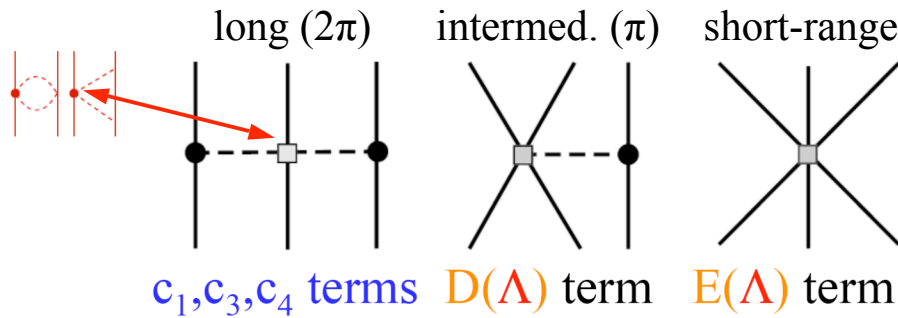 long (2π) intermed. (π) short-range
c₁,c₃,c₄ terms D(Λ) term E(Λ) term